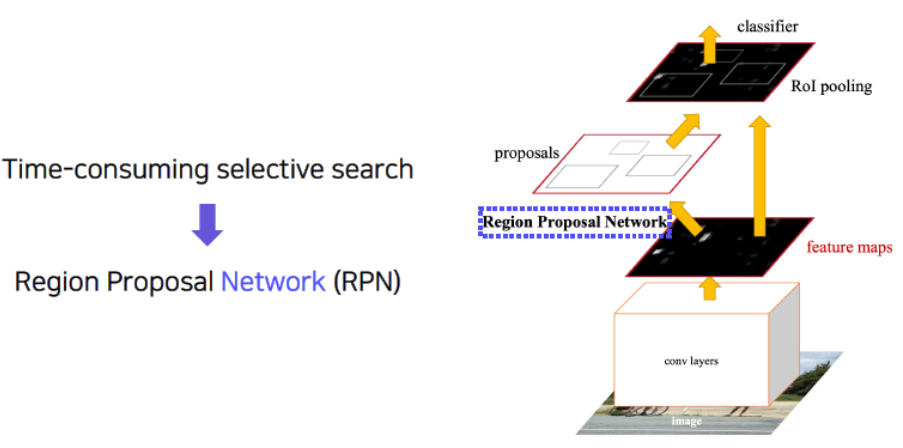 Time-consuming selective search
Region Proposal Network (RPN)
classifier
RoI pooling
proposals
Region Proposal Network
feature maps
conv layers
image